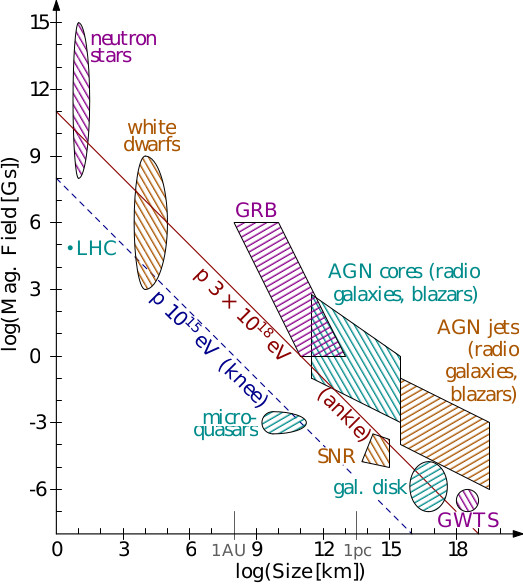 15
12
9
6
3
0
-3
-6
log(Mag. Field [Gs])
neutron
stars
white
dwarfs
GRB
LHC
AGN cores (radio
galaxies, blazars)
AGN jets
(radio
galaxies,
blazars)
p 3 × 10¹⁸ eV
(ankle)
p 10¹⁵ eV (knee)
micro-
quasars
SNR
gal. disk
GWTS
0 3 6 1AU 9 12 1pc 15 18
log(Size[km])